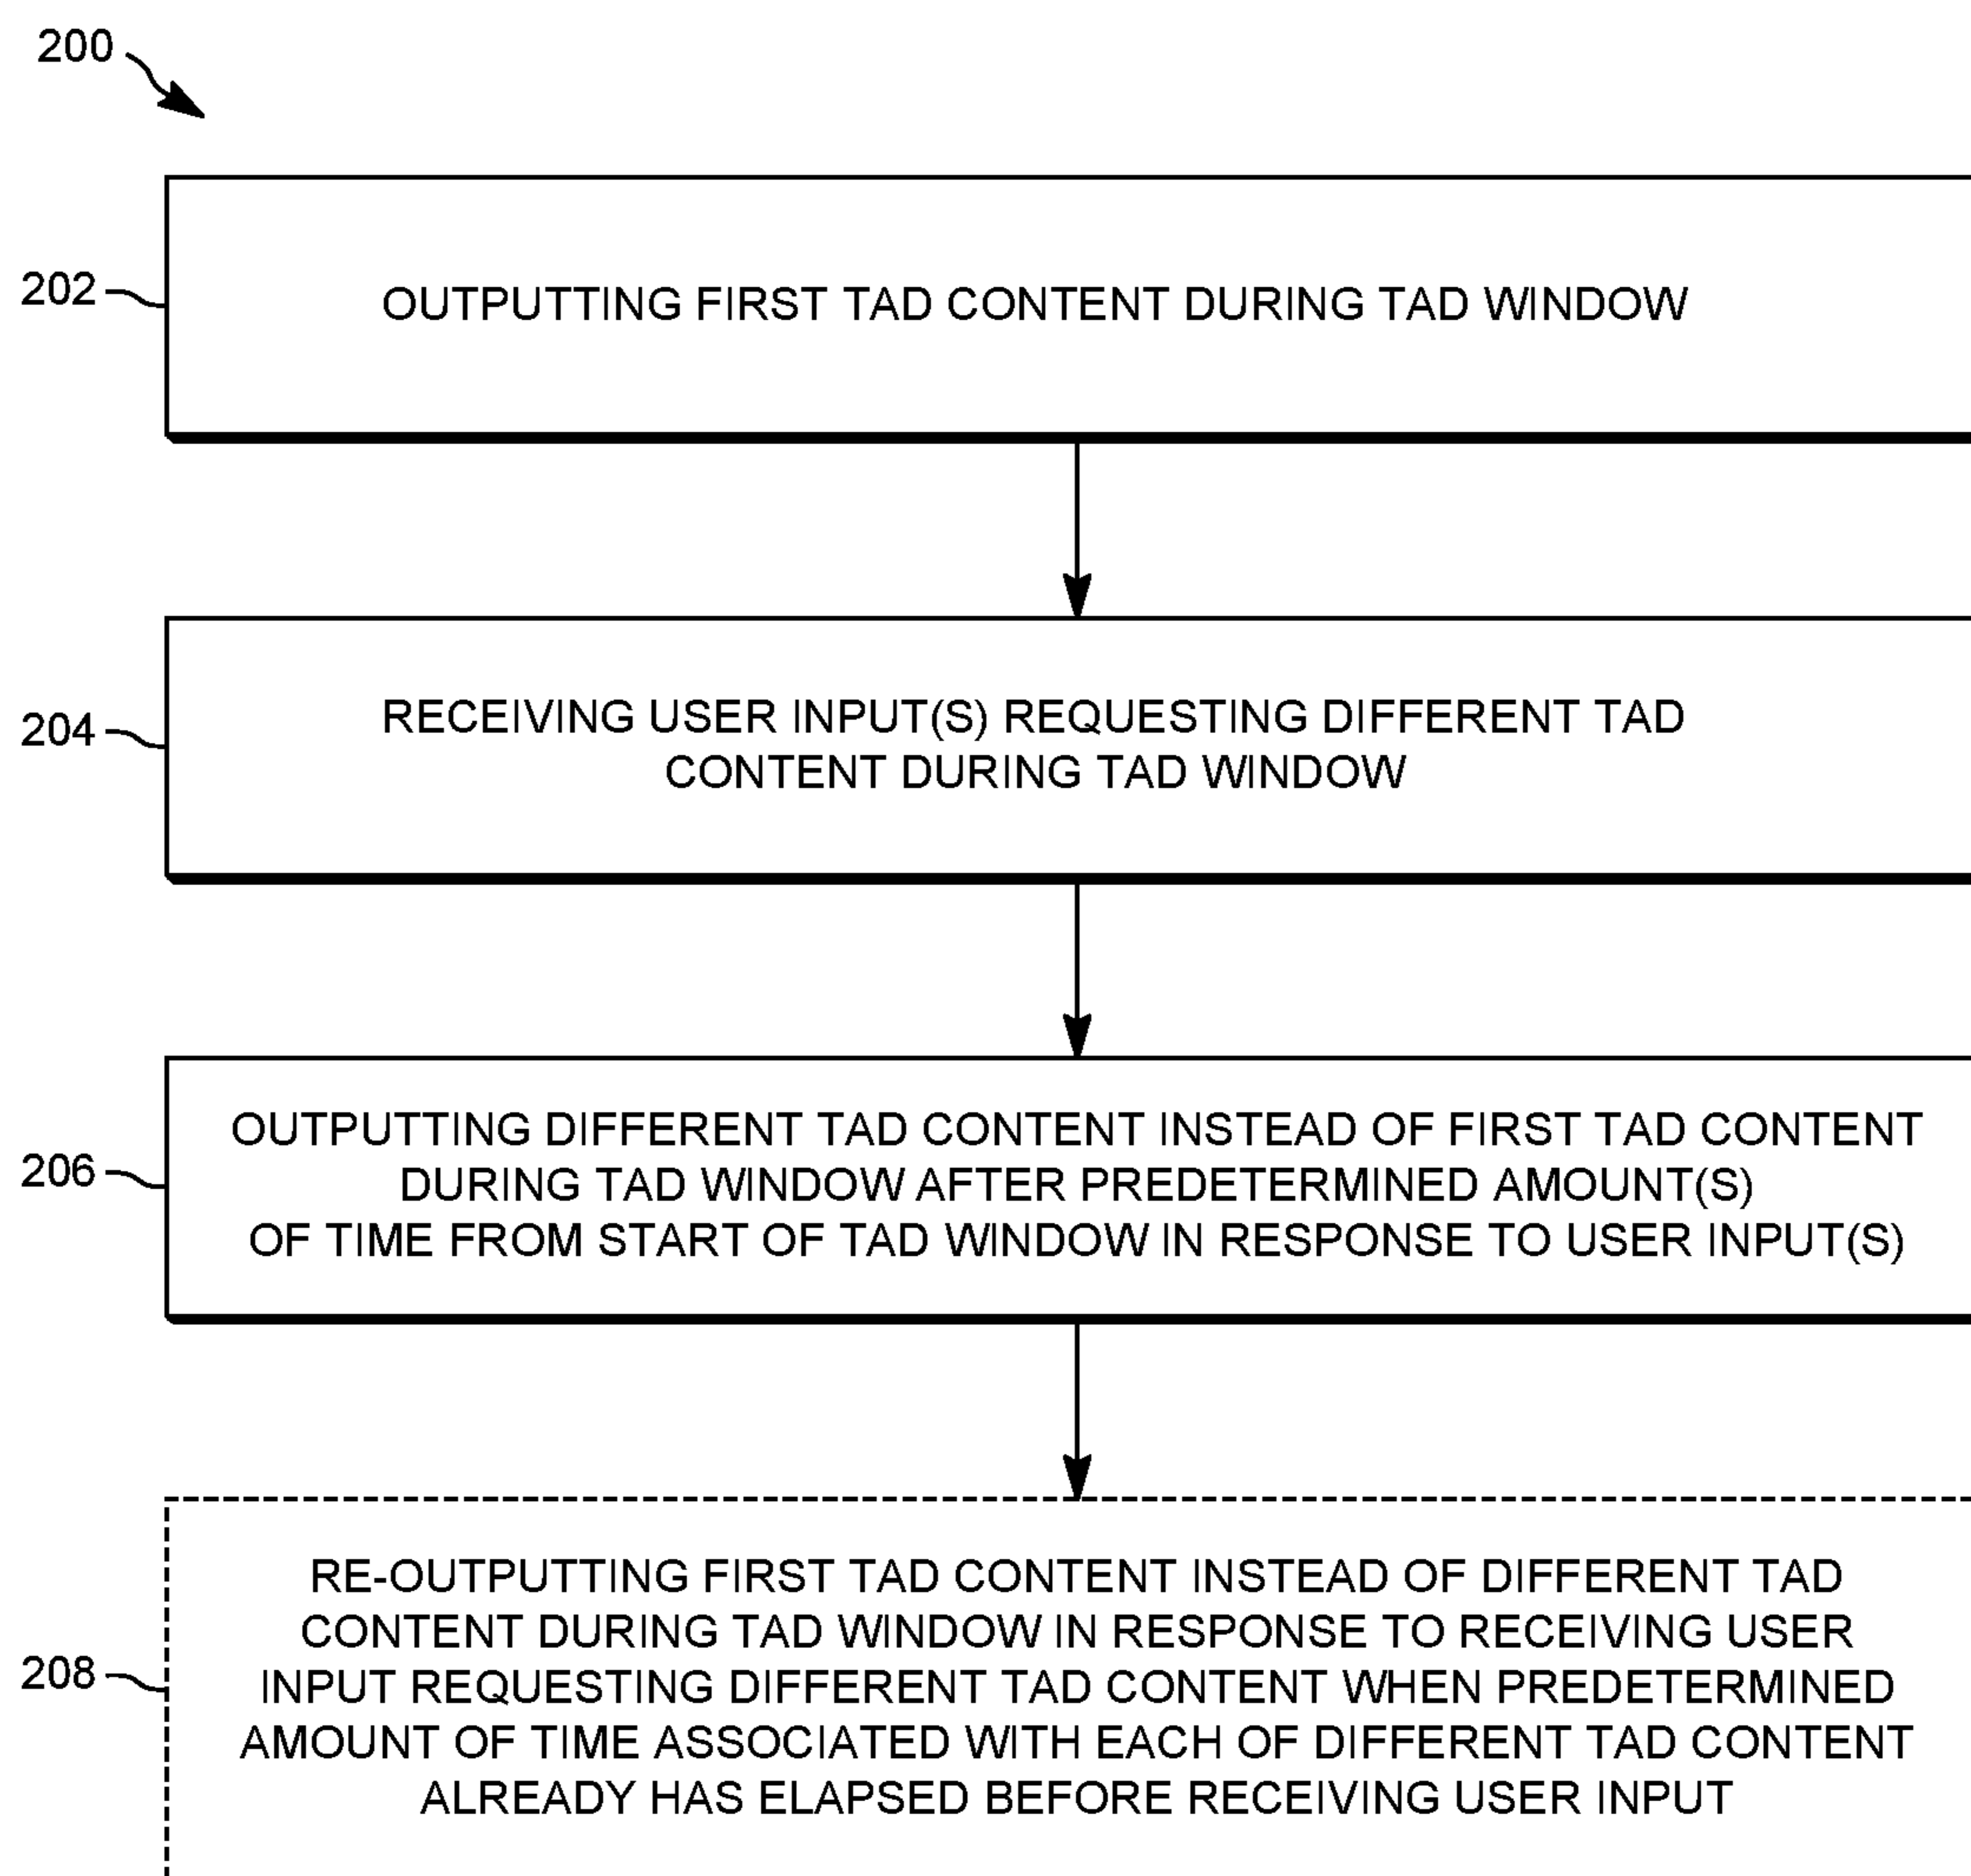 200
202
OUTPUTTING FIRST TAD CONTENT DURING TAD WINDOW
204
RECEIVING USER INPUT(S) REQUESTING DIFFERENT TAD
CONTENT DURING TAD WINDOW
206
OUTPUTTING DIFFERENT TAD CONTENT INSTEAD OF FIRST TAD CONTENT
DURING TAD WINDOW AFTER PREDETERMINED AMOUNT(S)
OF TIME FROM START OF TAD WINDOW IN RESPONSE TO USER INPUT(S)
208
RE-OUTPUTTING FIRST TAD CONTENT INSTEAD OF DIFFERENT TAD
CONTENT DURING TAD WINDOW IN RESPONSE TO RECEIVING USER
INPUT REQUESTING DIFFERENT TAD CONTENT WHEN PREDETERMINED
AMOUNT OF TIME ASSOCIATED WITH EACH OF DIFFERENT TAD CONTENT
ALREADY HAS ELAPSED BEFORE RECEIVING USER INPUT